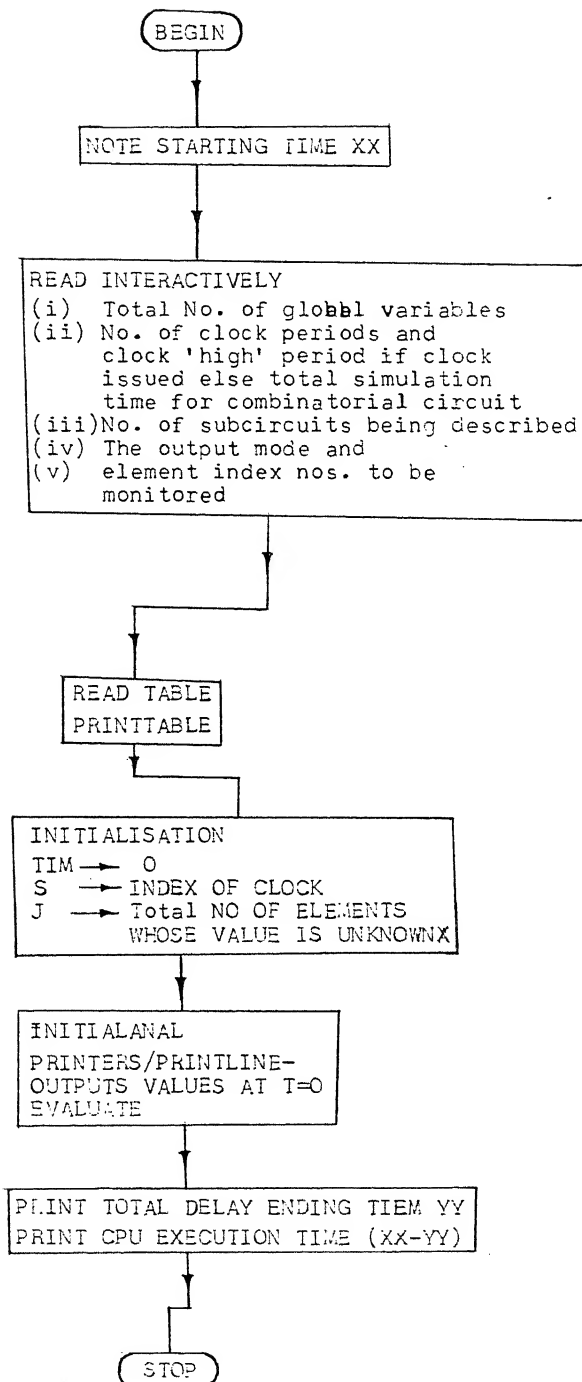 BEGIN
NOTE STARTING TIME XX
READ INTERACTIVELY
(i) Total No. of global variables
(ii) No. of clock periods and
clock 'high' period if clock
issued else total simulation
time for combinatorial circuit
(iii)No. of subcircuits being described
(iv) The output mode and
(v) element index nos. to be
monitored
READ TABLE
PRINTTABLE
INITIALISATION
TIM → 0
S → INDEX OF CLOCK
J → Total NO OF ELEMENTS
WHOSE VALUE IS UNKNOWNX
INITIALANAL
PRINTERS/PRINTLINE-
OUTPUTS VALUES AT T=0
EVALUATE
PRINT TOTAL DELAY ENDING TIEM YY
PRINT CPU EXECUTION TIME (XX-YY)
STOP